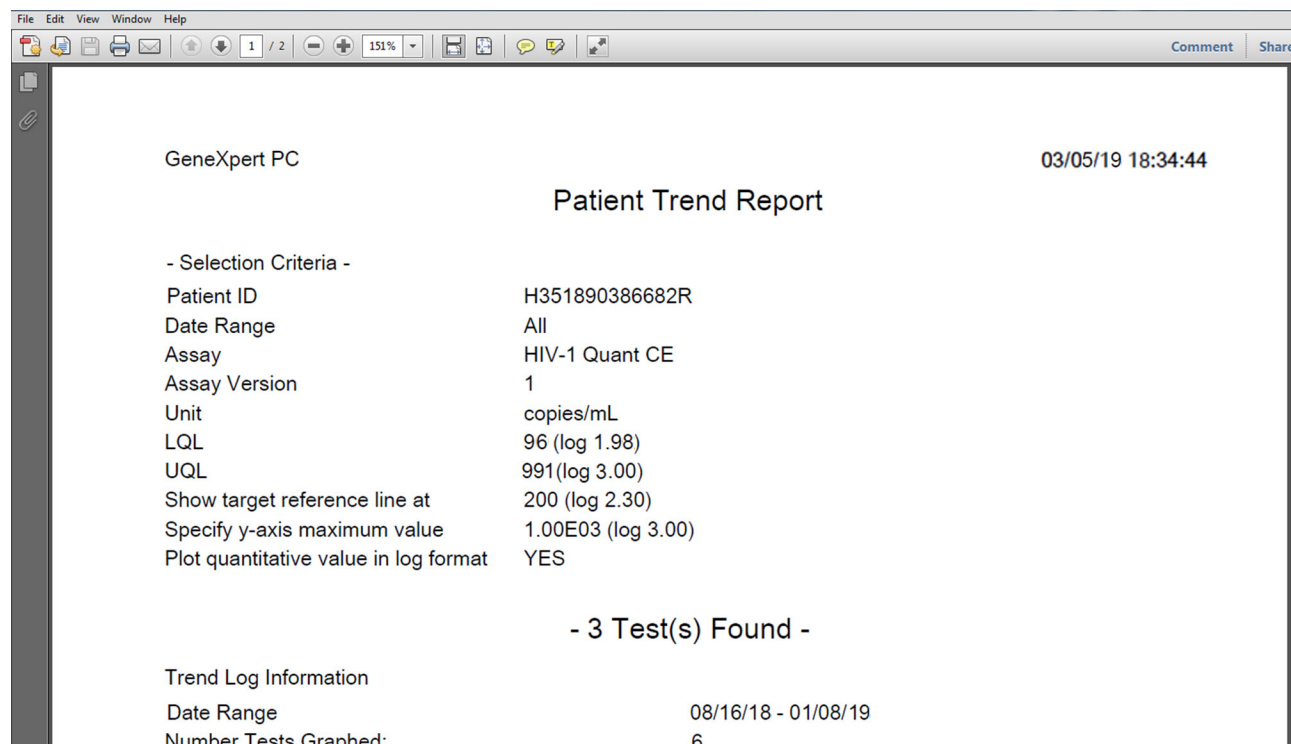 File Edit View Window Help
1 / 2 151% Comment Share
GeneXpert PC 03/05/19 18:34:44
Patient Trend Report
- Selection Criteria -
Patient ID H351890386682R
Date Range All
Assay HIV-1 Quant CE
Assay Version 1
Unit copies/mL
LQL 96 (log 1.98)
UQL 991(log 3.00)
Show target reference line at 200 (log 2.30)
Specify y-axis maximum value 1.00E03 (log 3.00)
Plot quantitative value in log format YES
- 3 Test(s) Found -
Trend Log Information
Date Range 08/16/18 - 01/08/19
Number Tests Graphed: 6